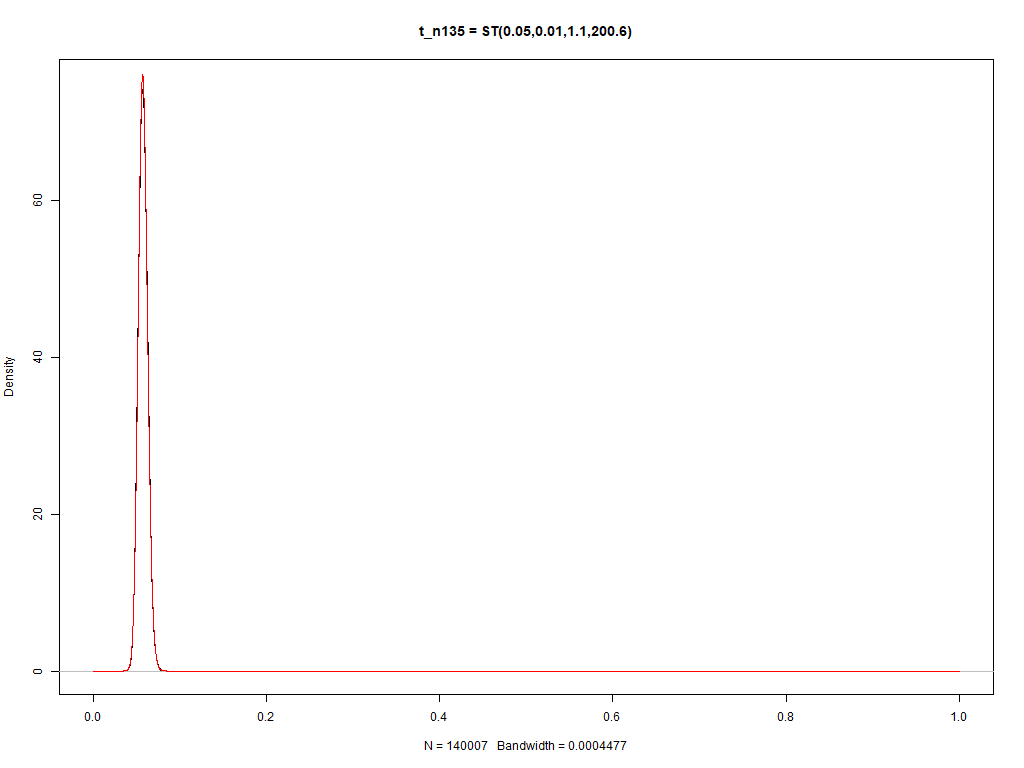 t_n135 = ST(0.05,0.01,1.1,200.6)
Density
60
40
20
0
0.0 0.2 0.4 0.6 0.8 1.0
N = 140007 Bandwidth = 0.0004477